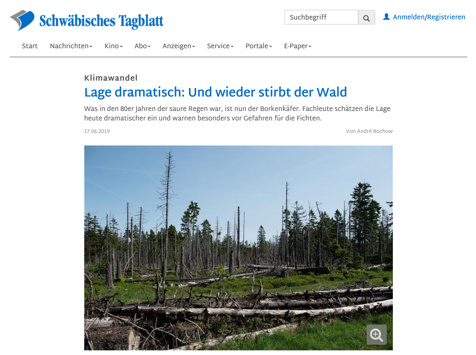 Schwäbisches Tagblatt
Suchbegriff
Anmelden/Registrieren
Start Nachrichten Kino Abo Anzeigen Service Portale E-Paper
Klimawandel
Lage dramatisch: Und wieder stirbt der Wald
Was in den 80er Jahren der saure Regen war, ist nun der Borkenkäfer. Fachleute schätzen die Lage
heute dramatischer ein und warnen besonders vor Gefahren für die Fichten.
17.06.2019 Von André Bochow